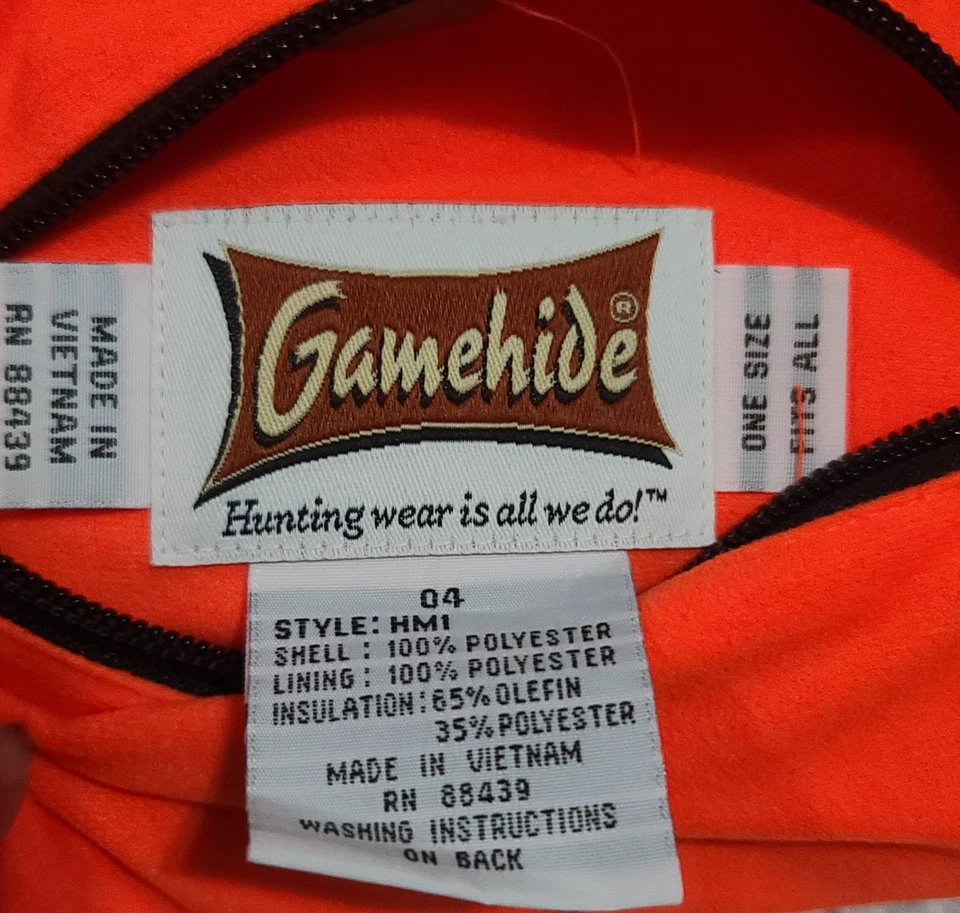 Gamehide®
Hunting wear is all we do!™
MADE IN
VIETNAM
RN 88439
ONE SIZE
FITS ALL
04
STYLE: HM1
SHELL : 100% POLYESTER
LINING : 100% POLYESTER
INSULATION: 65% OLEFIN
35% POLYESTER
MADE IN VIETNAM
RN 88439
WASHING INSTRUCTIONS
ON BACK